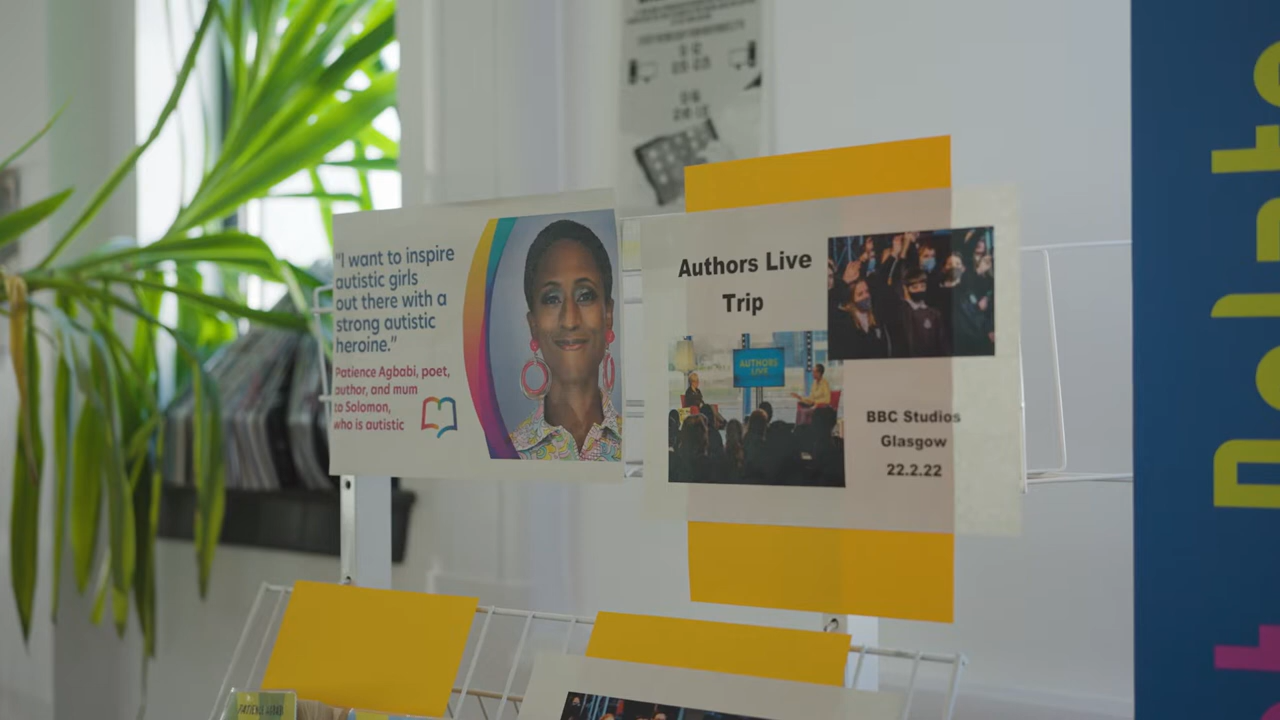 "I want to inspire
autistic girls
out there with a
strong autistic
heroine."
Patience Agbabi, poet,
author, and mum
to Solomon,
who is autistic
Authors Live
Trip
AUTHORS
LIVE
BBC Studios
Glasgow
22.2.22